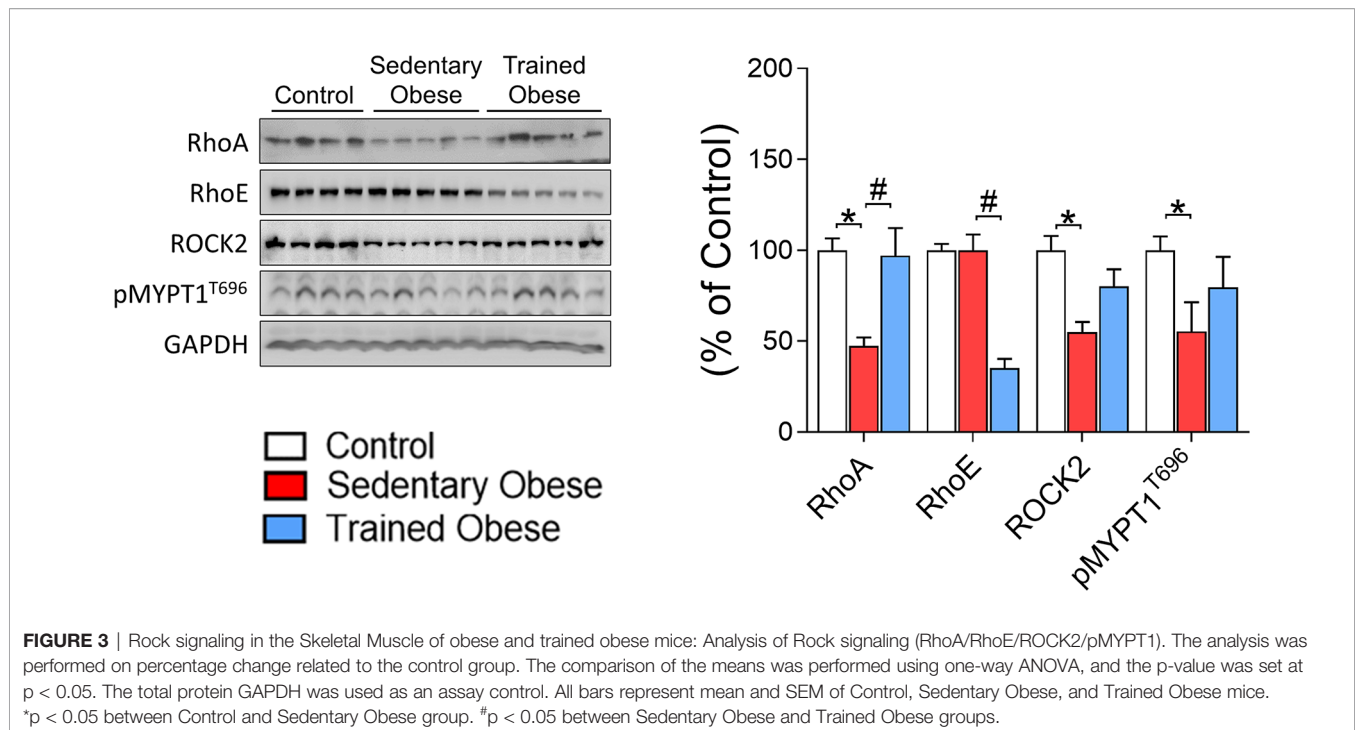 Sedentary Trained
Control Obese Obese
RhoA
RhoE
ROCK2
pMYPT1T696
GAPDH
Control
Sedentary Obese
Trained Obese
(% of Control)
200
150
100
50
0
* # # * *
RhoA RhoE ROCK2 pMYPT1T696
FIGURE 3 | Rock signaling in the Skeletal Muscle of obese and trained obese mice: Analysis of Rock signaling (RhoA/RhoE/ROCK2/pMYPT1). The analysis was
performed on percentage change related to the control group. The comparison of the means was performed using one-way ANOVA, and the p-value was set at
p < 0.05. The total protein GAPDH was used as an assay control. All bars represent mean and SEM of Control, Sedentary Obese, and Trained Obese mice.
*p < 0.05 between Control and Sedentary Obese group. #p < 0.05 between Sedentary Obese and Trained Obese groups.